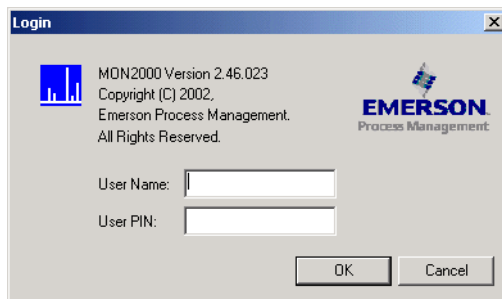 Login
MON2000 Version 2.46.023
Copyright (C) 2002,
Emerson Process Management.
All Rights Reserved.
EMERSON
Process Management
User Name:
User PIN:
OK
Cancel